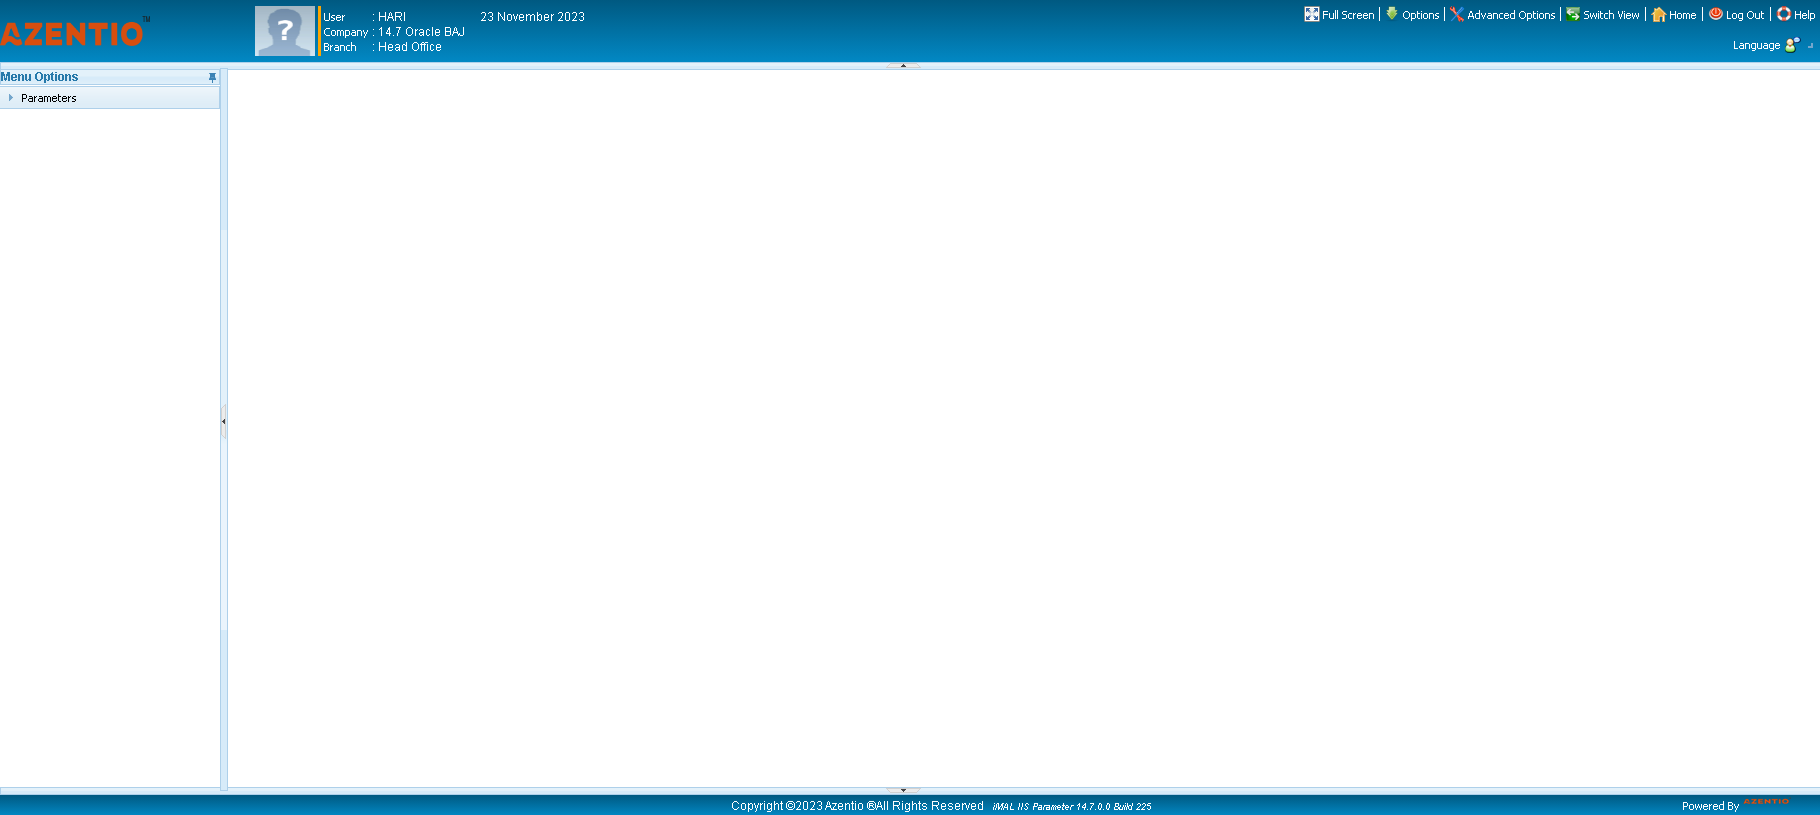 AZENTIO™
User : HARI 23 November 2023
Company : 14.7 Oracle BAJ
Branch : Head Office
Full Screen | Options | Advanced Options | Switch View | Home | Log Out | Help
Language
Menu Options
Parameters
Copyright ©2023 Azentio ®All Rights Reserved iMAL IIS Parameter 14.7.0.0 Build 225
Powered By AZENTIO